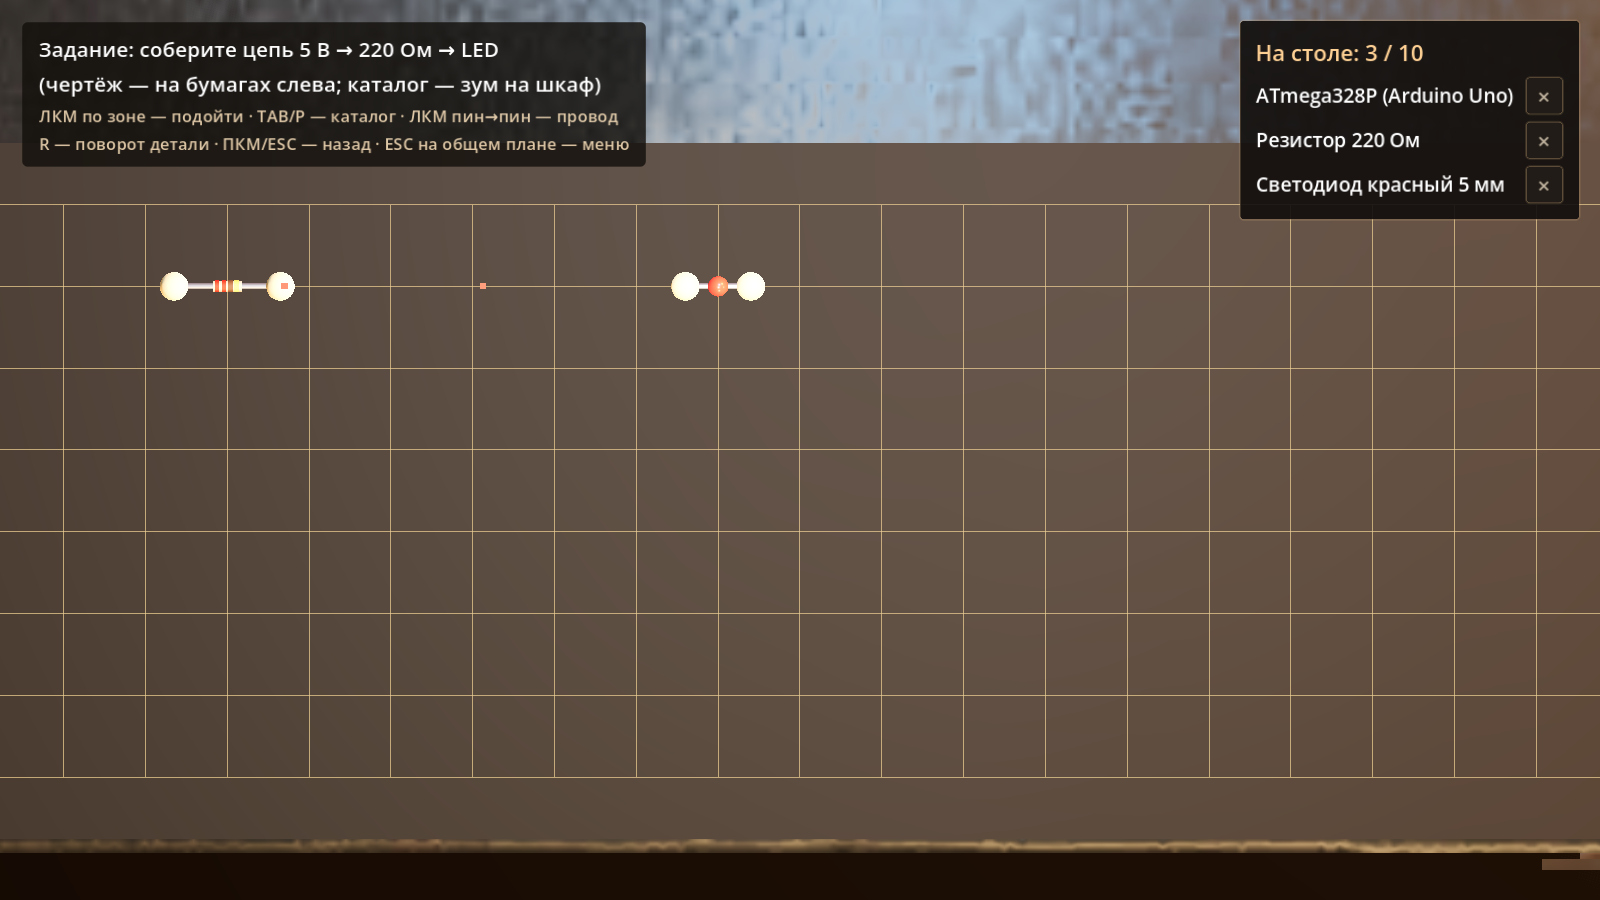 Задание: соберите цепь 5 В → 220 Ом → LED
(чертёж — на бумагах слева; каталог — зум на шкаф)
ЛКМ по зоне — подойти · TAB/P — каталог · ЛКМ пин→пин — провод
R — поворот детали · ПКМ/ESC — назад · ESC на общем плане — меню
На столе: 3 / 10
ATmega328P (Arduino Uno) ×
Резистор 220 Ом ×
Светодиод красный 5 мм ×